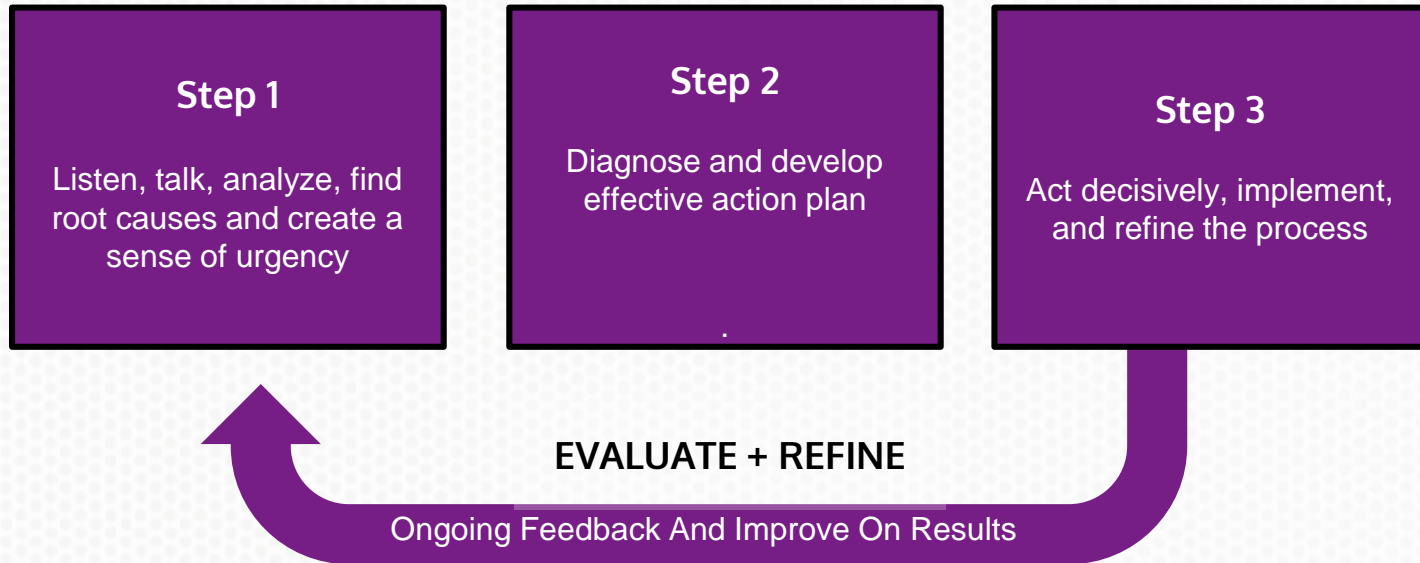 Step 1
Listen, talk, analyze, find
root causes and create a
sense of urgency
Step 2
Diagnose and develop
effective action plan
.
Step 3
Act decisively, implement,
and refine the process
EVALUATE + REFINE
Ongoing Feedback And Improve On Results